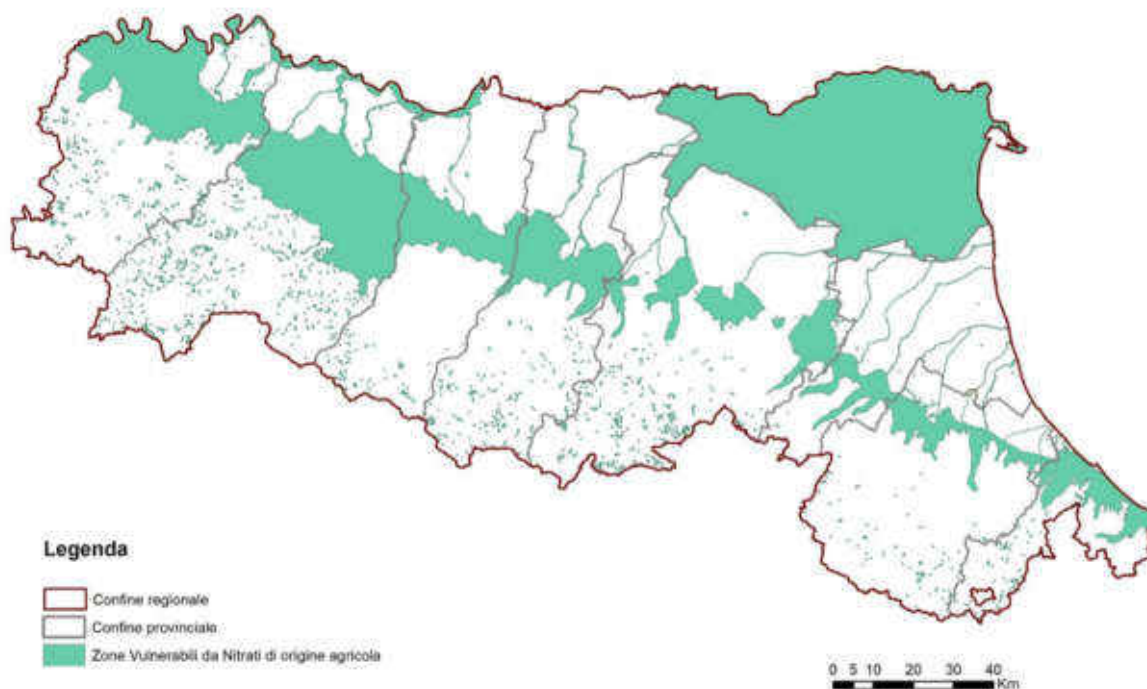 Legenda
Confine regionale
Confine provinciale
Zone Vulnerabili da Nitrati di origine agricola
0 5 10 20 30 40
Km